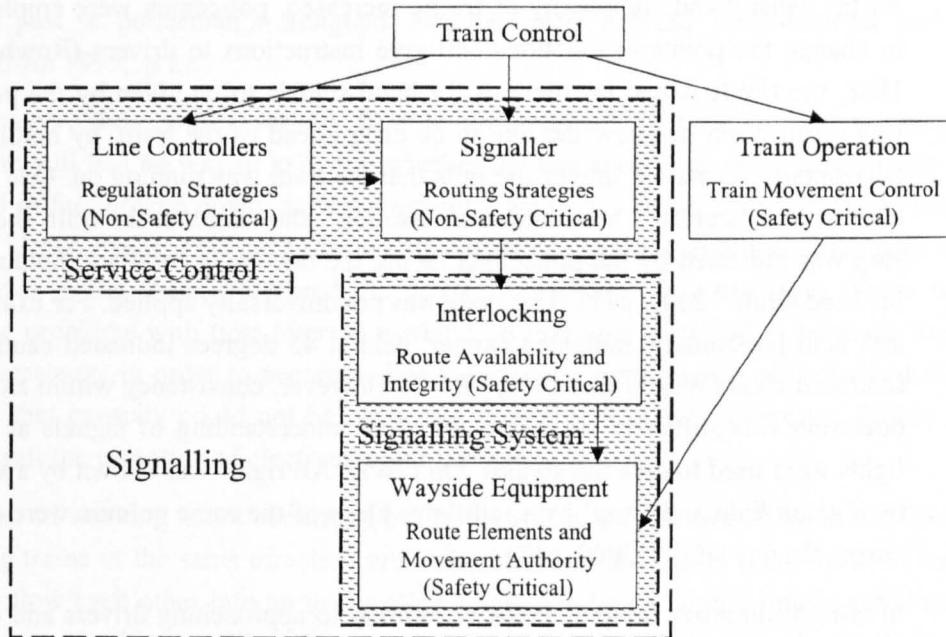 Train Control
Line Controllers
Regulation Strategies
(Non-Safety Critical)
Signaller
Routing Strategies
(Non-Safety Critical)
Train Operation
Train Movement Control
(Safety Critical)
Service Control
Interlocking
Route Availability and
Integrity (Safety Critical)
Signalling System
Signalling
Wayside Equipment
Route Elements and
Movement Authority
(Safety Critical)